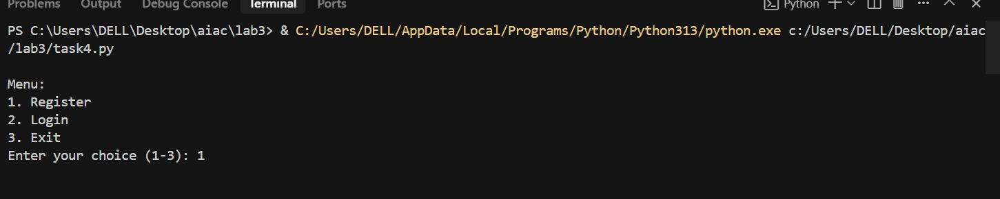 Problems Output Debug Console Terminal Ports Python
PS C:\Users\DELL\Desktop\aiac\lab3> & C:/Users/DELL/AppData/Local/Programs/Python/Python313/python.exe c:/Users/DELL/Desktop/aiac
/lab3/task4.py
Menu:
1. Register
2. Login
3. Exit
Enter your choice (1-3): 1